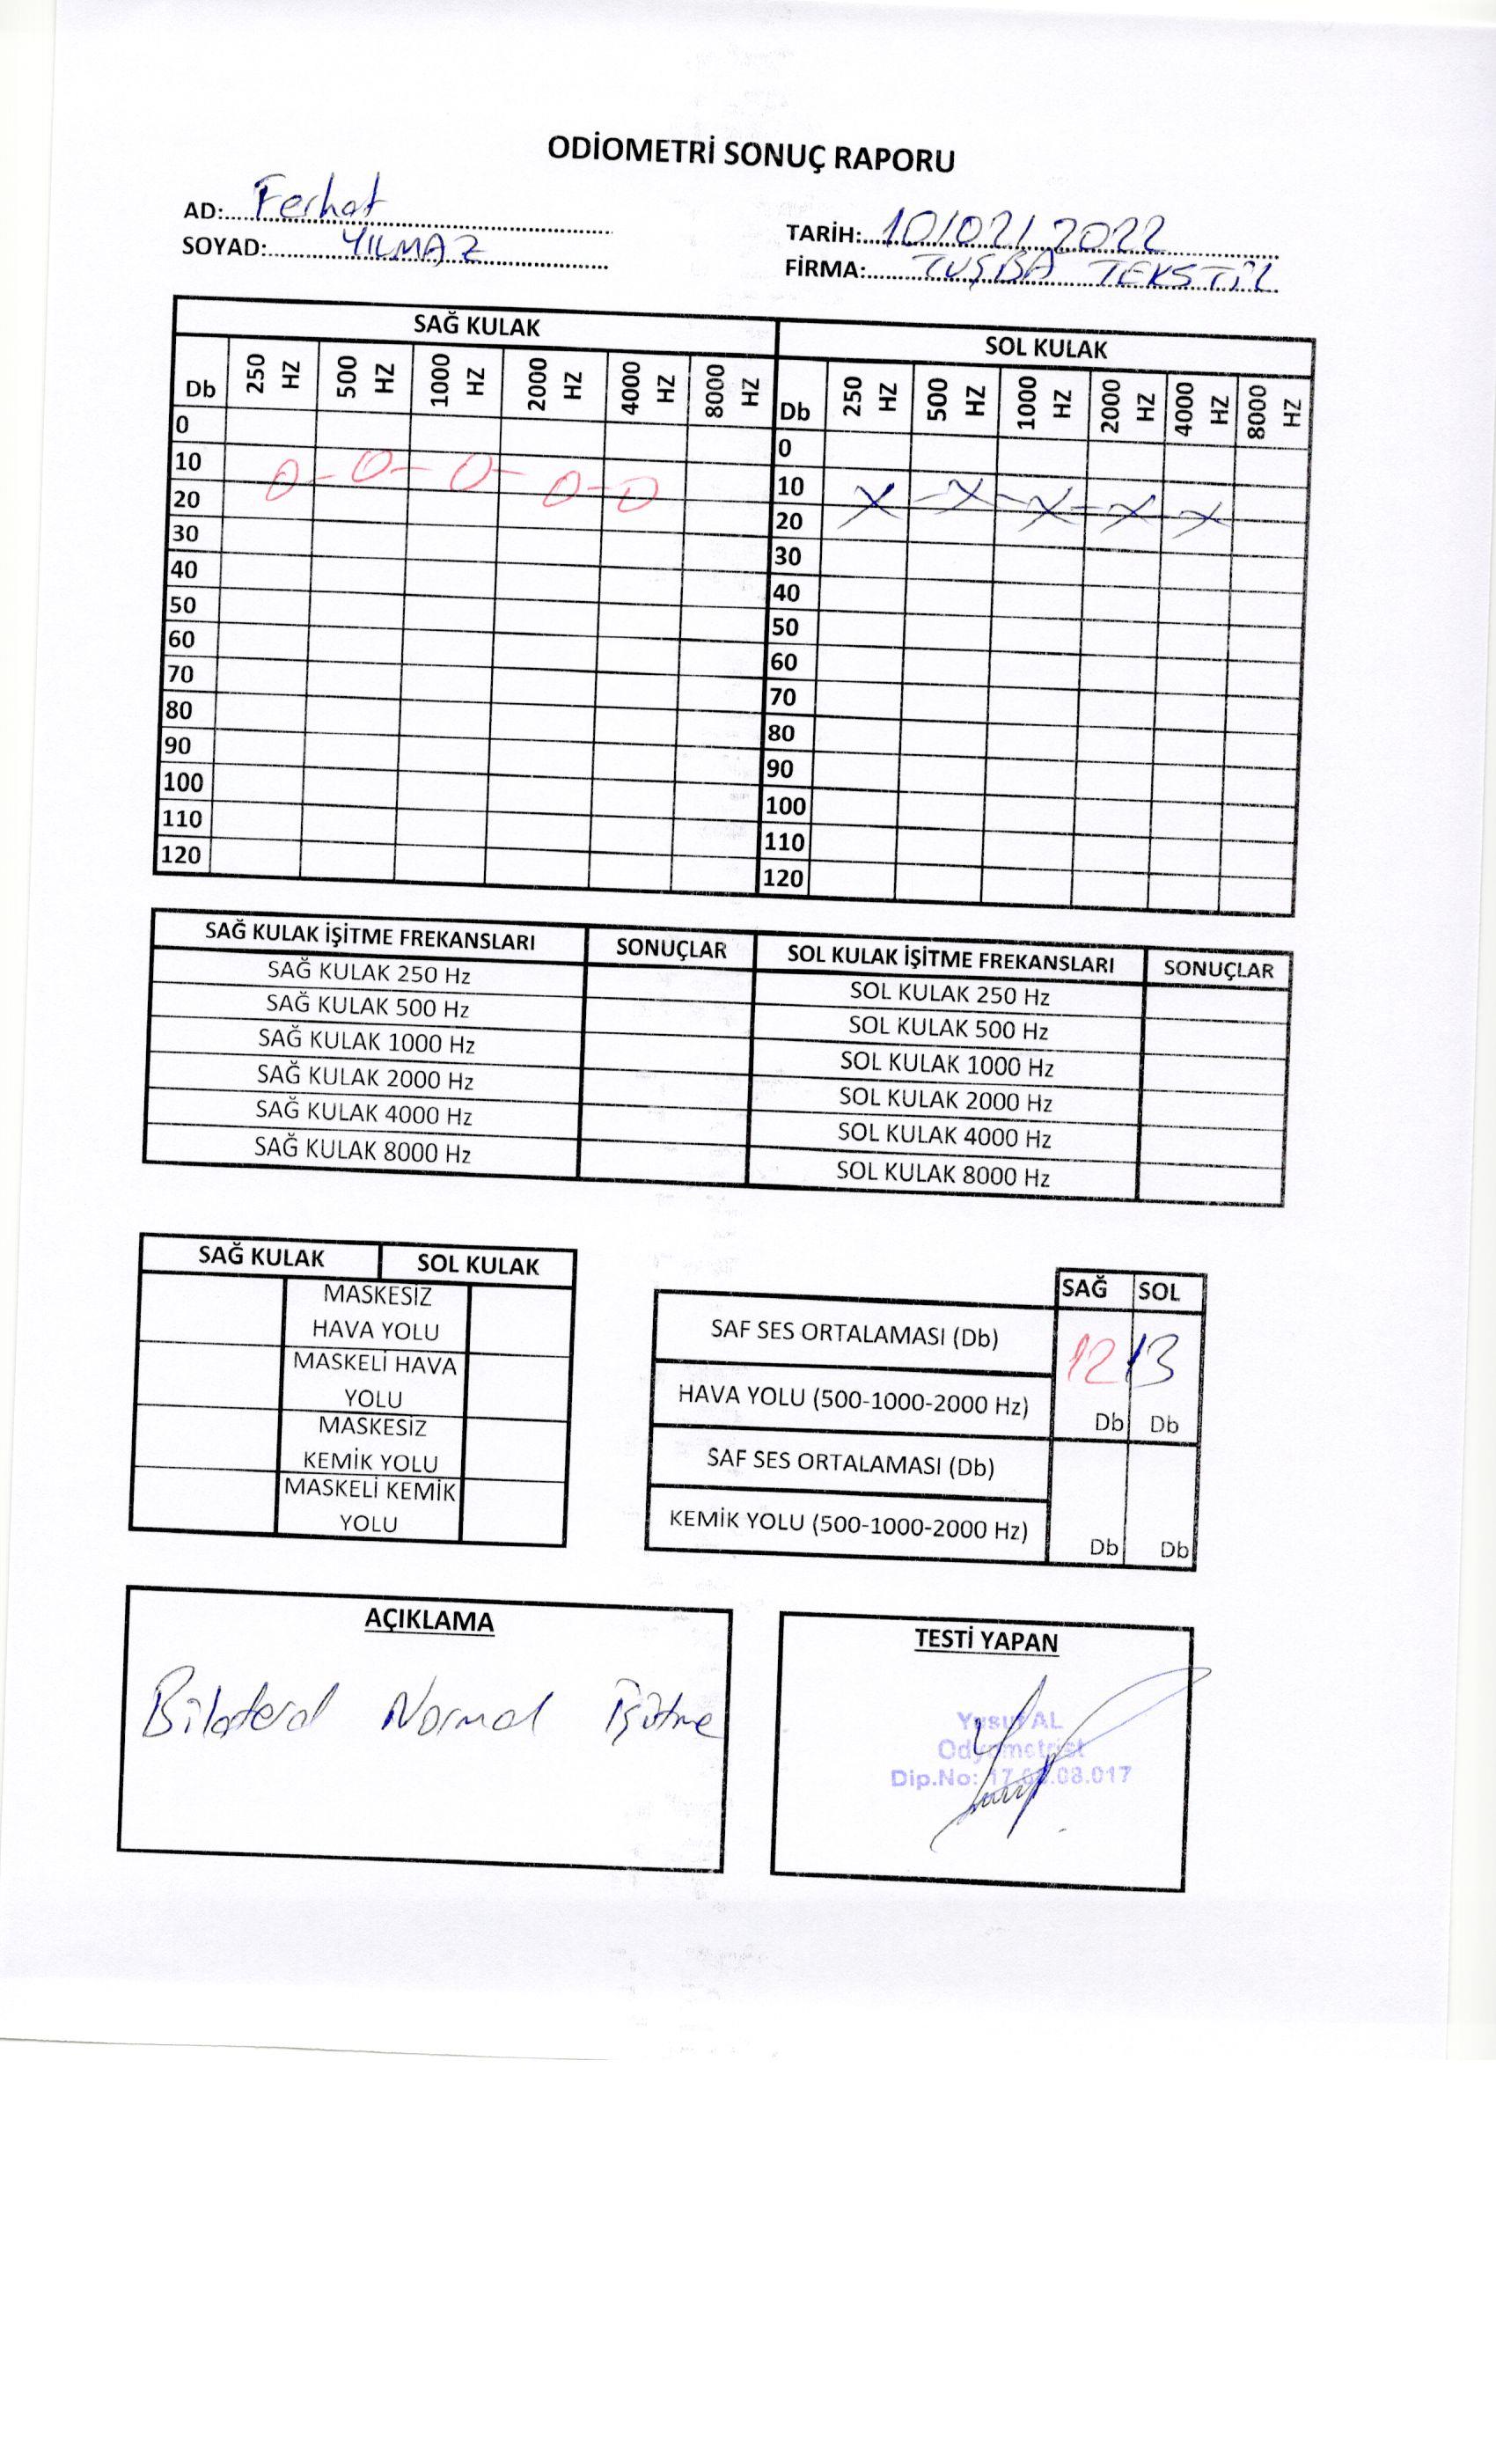 ODİOMETRİ SONUÇ RAPORU
AD: Ferhat
SOYAD: YILMAZ
TARİH: 10/02/2022
FİRMA: TUŞBA TEKSTİL
SAĞ KULAK SOL KULAK
Db 250 HZ 500 HZ 1000 HZ 2000 HZ 4000 HZ 8000 HZ Db 250 HZ 500 HZ 1000 HZ 2000 HZ 4000 HZ 8000 HZ
0 0
10 10
20 20
30 30
40 40
50 50
60 60
70 70
80 80
90 90
100 100
110 110
120 120
SAĞ KULAK İŞİTME FREKANSLARI SONUÇLAR SOL KULAK İŞİTME FREKANSLARI SONUÇLAR
SAĞ KULAK 250 Hz SOL KULAK 250 Hz
SAĞ KULAK 500 Hz SOL KULAK 500 Hz
SAĞ KULAK 1000 Hz SOL KULAK 1000 Hz
SAĞ KULAK 2000 Hz SOL KULAK 2000 Hz
SAĞ KULAK 4000 Hz SOL KULAK 4000 Hz
SAĞ KULAK 8000 Hz SOL KULAK 8000 Hz
SAĞ KULAK SOL KULAK
MASKESİZ
HAVA YOLU
MASKELİ HAVA
YOLU
MASKESİZ
KEMİK YOLU
MASKELİ KEMİK
YOLU
SAĞ SOL
SAF SES ORTALAMASI (Db) 12 13
HAVA YOLU (500-1000-2000 Hz) Db Db
SAF SES ORTALAMASI (Db)
KEMİK YOLU (500-1000-2000 Hz) Db Db
AÇIKLAMA
Bilateral Normal İşitme
TESTİ YAPAN
Yusuf AL
Odyometrist
Dip.No: